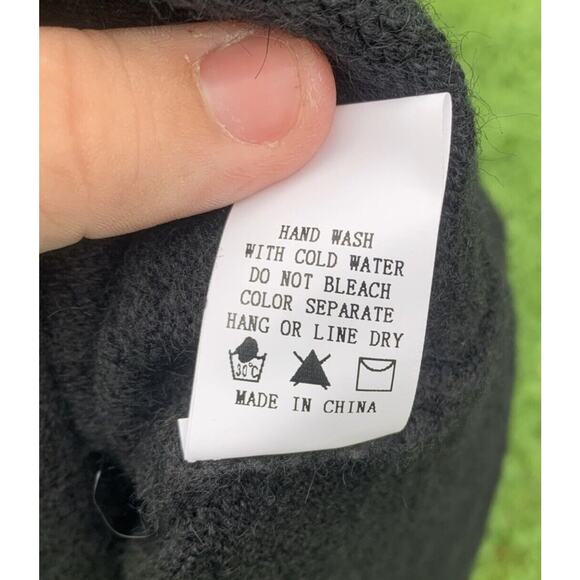 HAND WASH
WITH COLD WATER
DO NOT BLEACH
COLOR SEPARATE
HANG OR LINE DRY
30°C
MADE IN CHINA